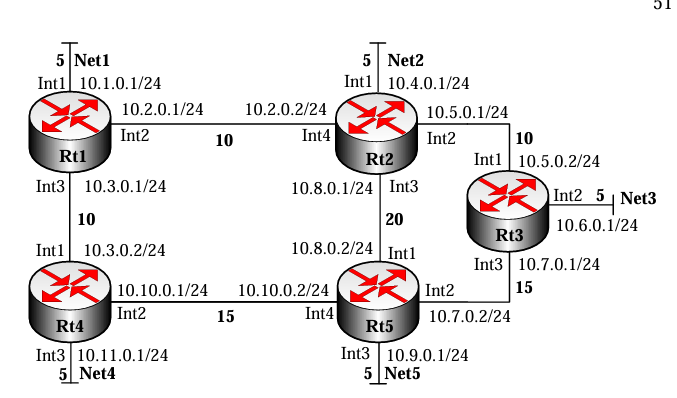 51
5 Net1
5 Net2
Int1 10.1.0.1/24
Int1 10.4.0.1/24
10.2.0.1/24
10.2.0.2/24
10.5.0.1/24
Int2
10
Int4
Int2
10
Rt1
Rt2
Int1
10.5.0.2/24
Int3 10.3.0.1/24
10.8.0.1/24 Int3
Int2 5 Net3
10
20
10.6.0.1/24
Rt3
Int1 10.3.0.2/24
10.8.0.2/24 Int1
Int3 10.7.0.1/24
10.10.0.1/24
10.10.0.2/24
Int2
15
Int2
15
Int4
10.7.0.2/24
Rt4
Rt5
Int3 10.11.0.1/24
Int3 10.9.0.1/24
5 Net4
5 Net5